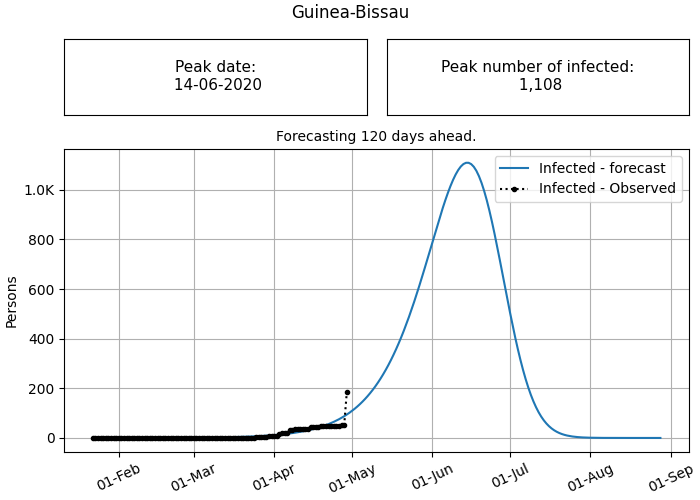 Guinea-Bissau
Peak date:
14-06-2020
Peak number of infected:
1,108
Forecasting 120 days ahead.
Infected - forecast
Infected - Observed
Persons
1.0K
800
600
400
200
0
01-Feb
01-Mar
01-Apr
01-May
01-Jun
01-Jul
01-Aug
01-Sep